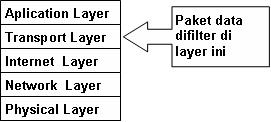 Aplication Layer
Transport Layer
Internet Layer
Network Layer
Physical Layer
Paket data
difilter di
layer ini